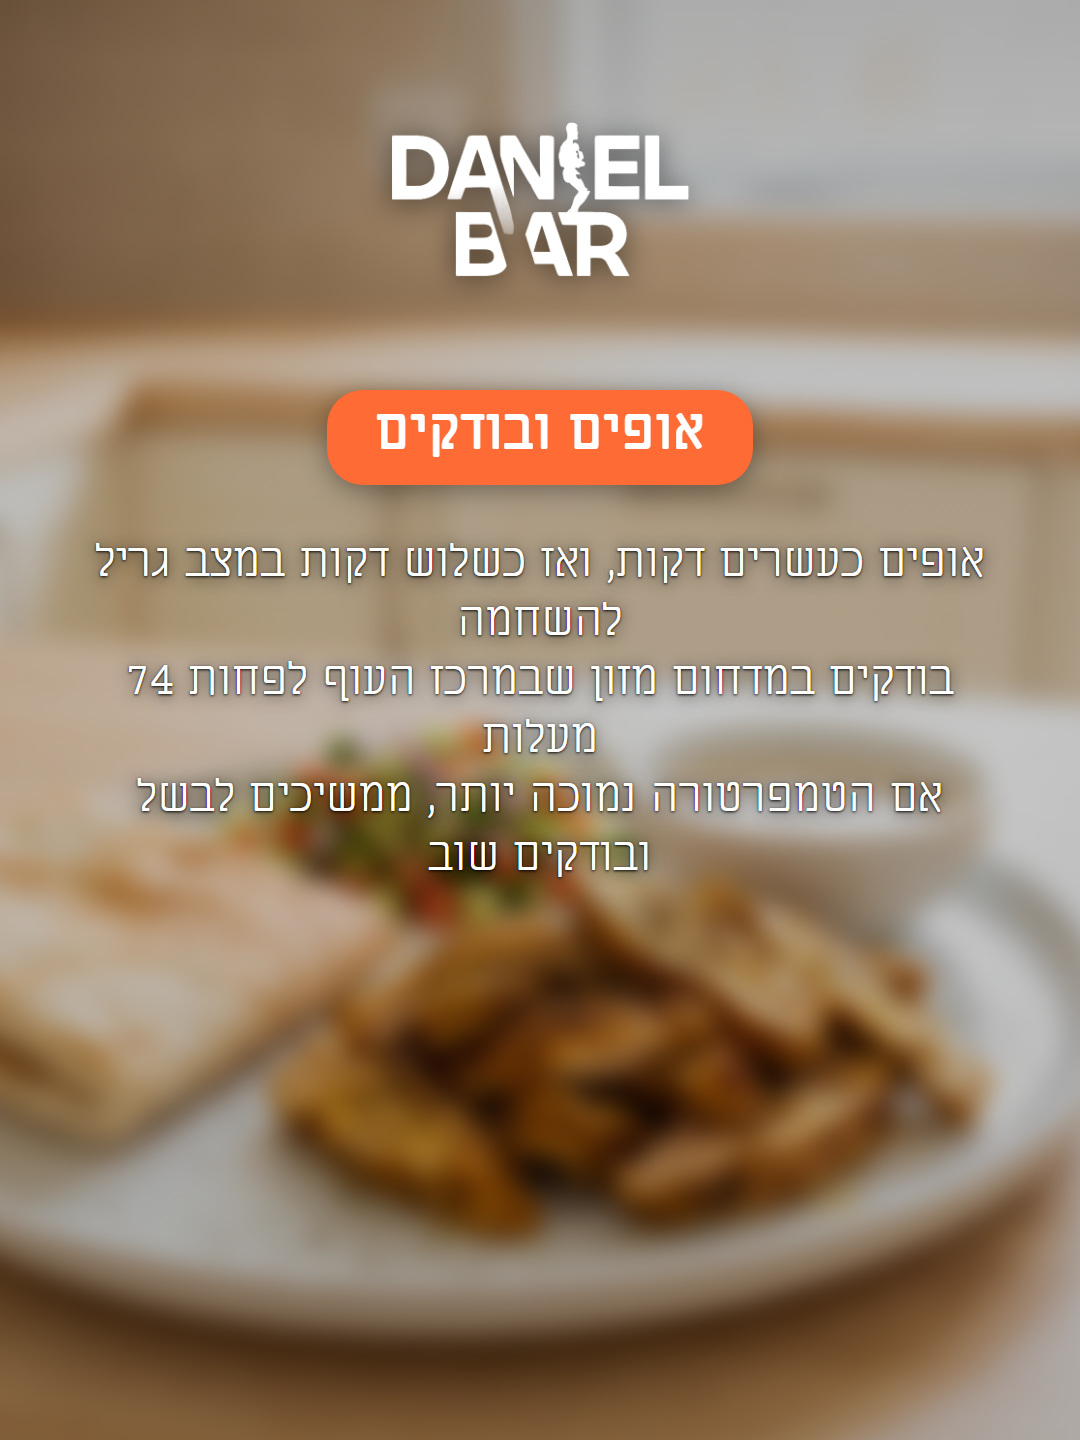 DANIEL
BAR
אופים ובודקים
אופים כעשרים דקות, ואז כשלוש דקות במצב גריל
להשחמה
בודקים במדחום מזון שבמרכז העוף לפחות 74
מעלות
אם הטמפרטורה נמוכה יותר, ממשיכים לבשל
ובודקים שוב